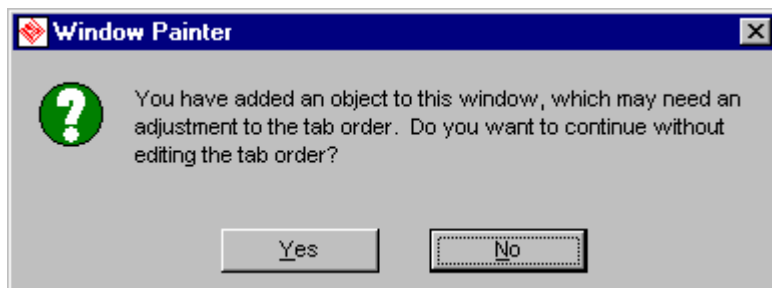 Window Painter
You have added an object to this window, which may need an
adjustment to the tab order.  Do you want to continue without
editing the tab order?
Yes
No